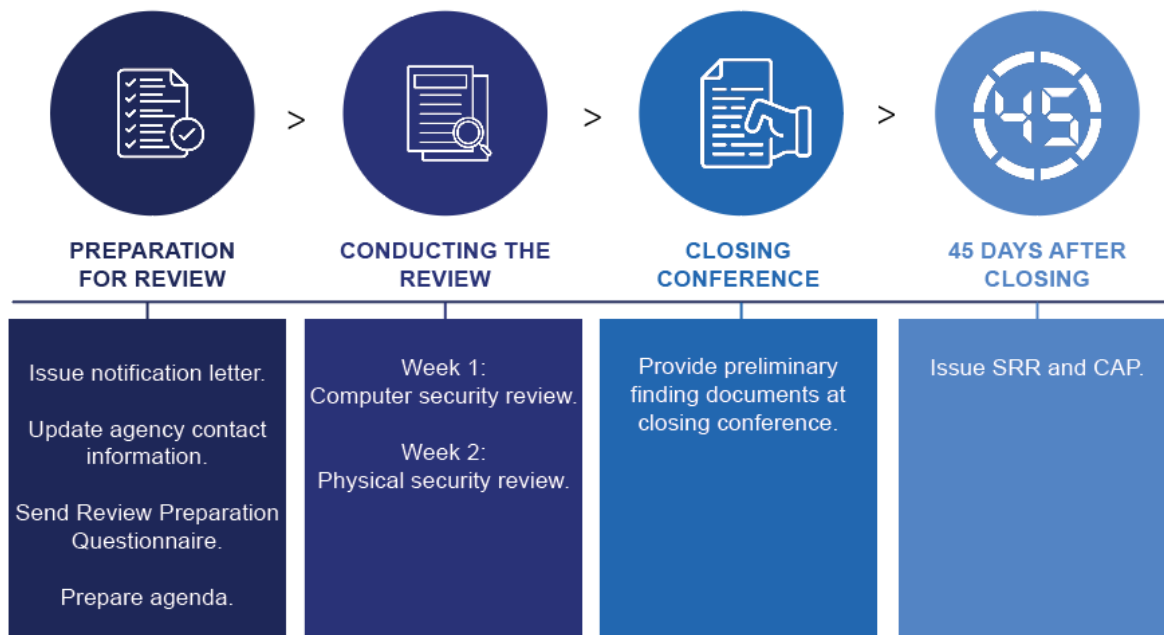 >
>
>
45
PREPARATION
FOR REVIEW
CONDUCTING THE
REVIEW
CLOSING
CONFERENCE
45 DAYS AFTER
CLOSING
Issue notification letter.
Update agency contact
information.
Send Review Preparation
Questionnaire.
Prepare agenda.
Week 1:
Computer security review.
Week 2:
Physical security review.
Provide preliminary
finding documents at
closing conference.
Issue SRR and CAP.